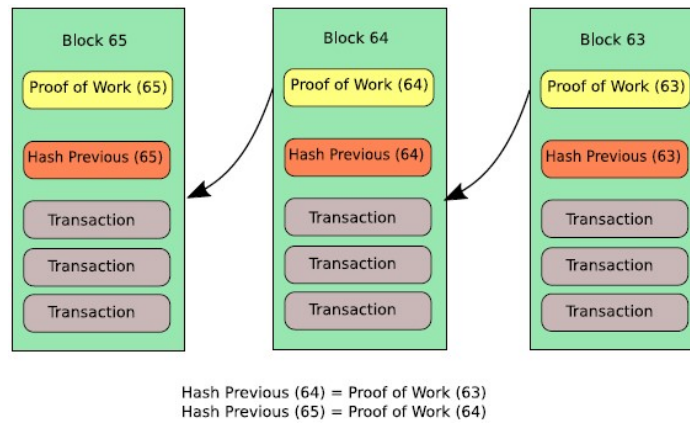 Block 65
Proof of Work (65)
Hash Previous (65)
Transaction
Transaction
Transaction
Block 64
Proof of Work (64)
Hash Previous (64)
Transaction
Transaction
Transaction
Block 63
Proof of Work (63)
Hash Previous (63)
Transaction
Transaction
Transaction
Hash Previous (64) = Proof of Work (63)
Hash Previous (65) = Proof of Work (64)